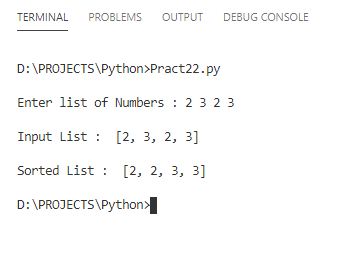 TERMINAL PROBLEMS OUTPUT DEBUG CONSOLE
D:\PROJECTS\Python>Pract22.py
Enter list of Numbers : 2 3 2 3
Input List :  [2, 3, 2, 3]
Sorted List :  [2, 2, 3, 3]
D:\PROJECTS\Python>